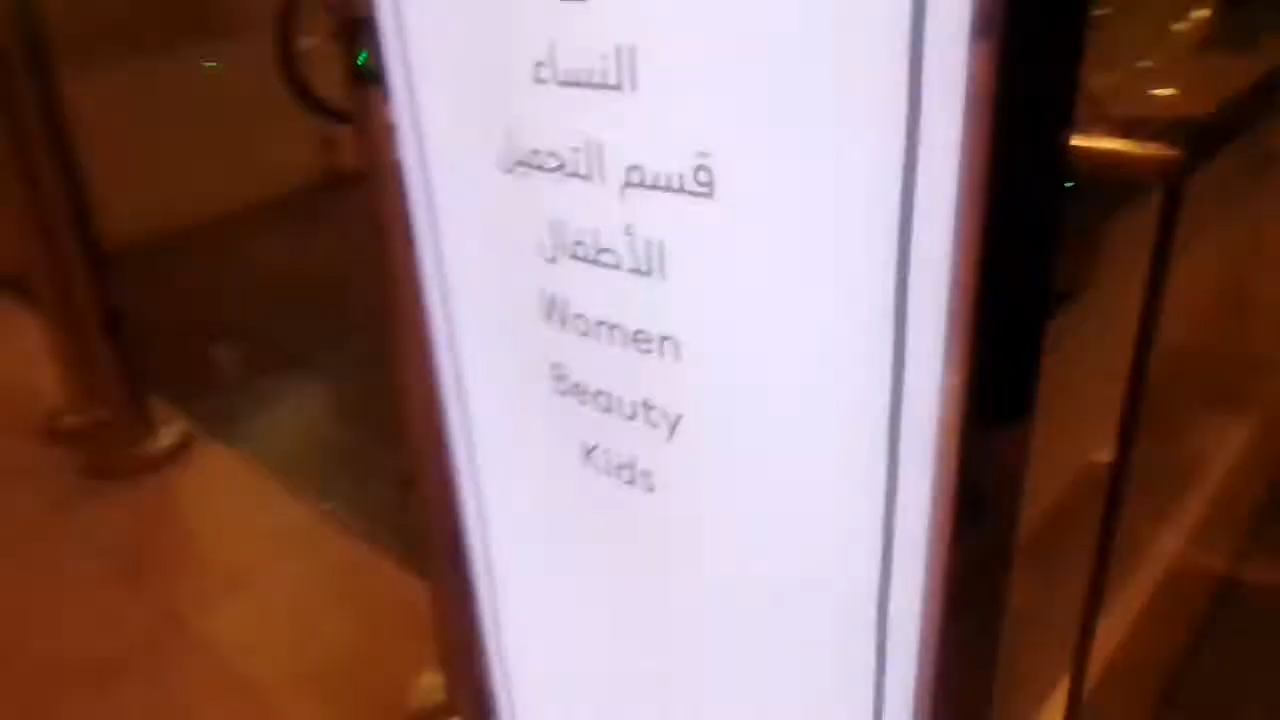 النساء
قسم التجميل
الأطفال
Women
Beauty
Kids